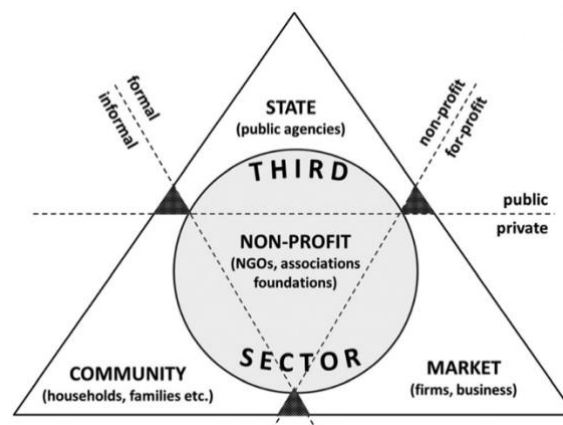 formal
informal
STATE
(public agencies)
non-profit
for-profit
THIRD
public
private
NON-PROFIT
(NGOs, associations
foundations)
SECTOR
COMMUNITY
(households, families etc.)
MARKET
(firms, business)